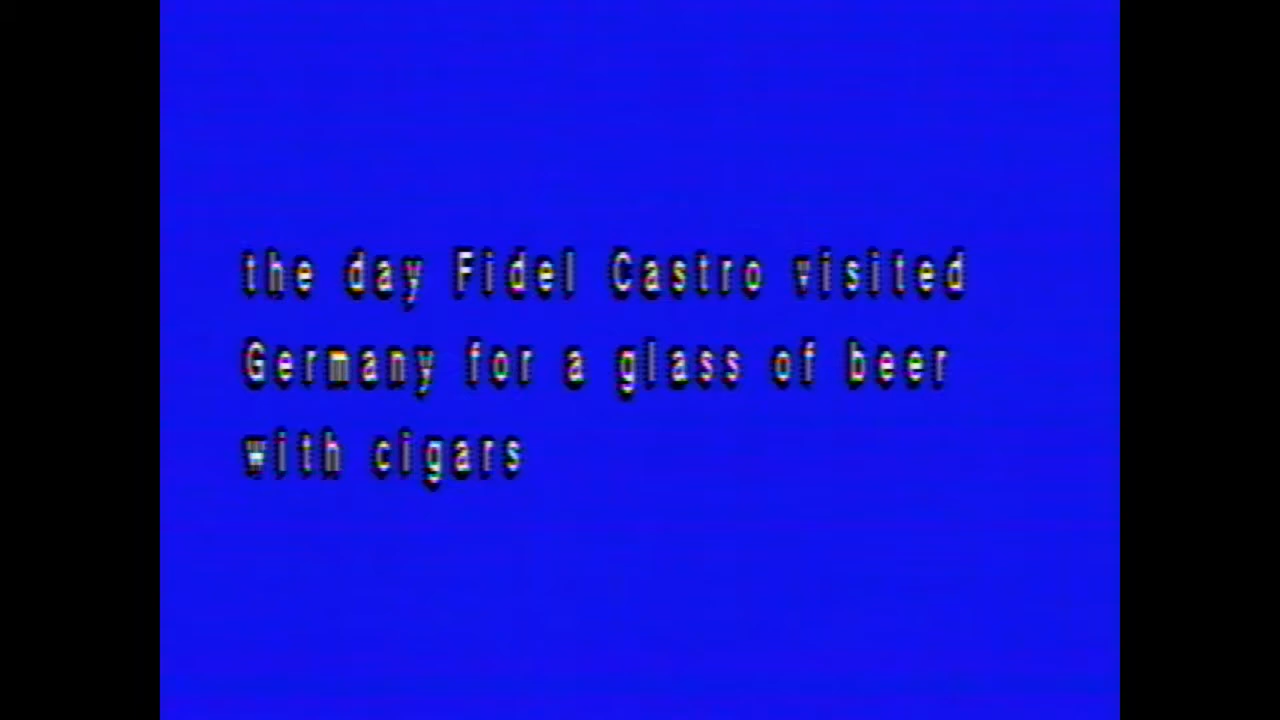 the day Fidel Castro visited
Germany for a glass of beer
with cigars